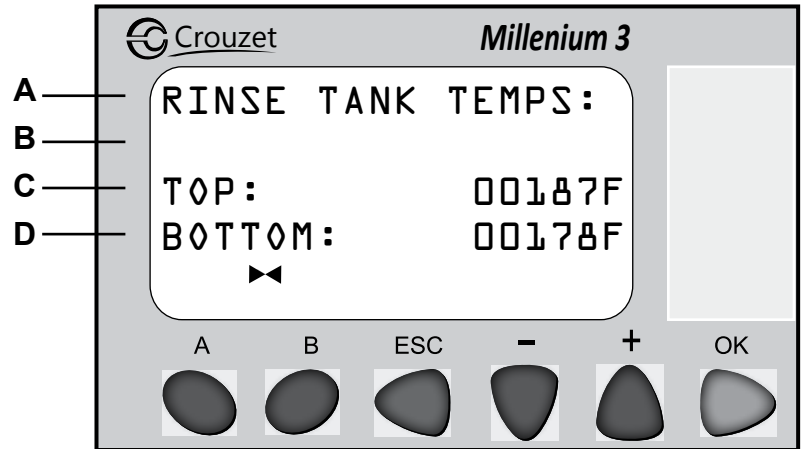 Crouzet Millenium 3
A
RINSE TANK TEMPS:
B
C
TOP: 00187F
D
BOTTOM: 00178F
A B ESC - + OK